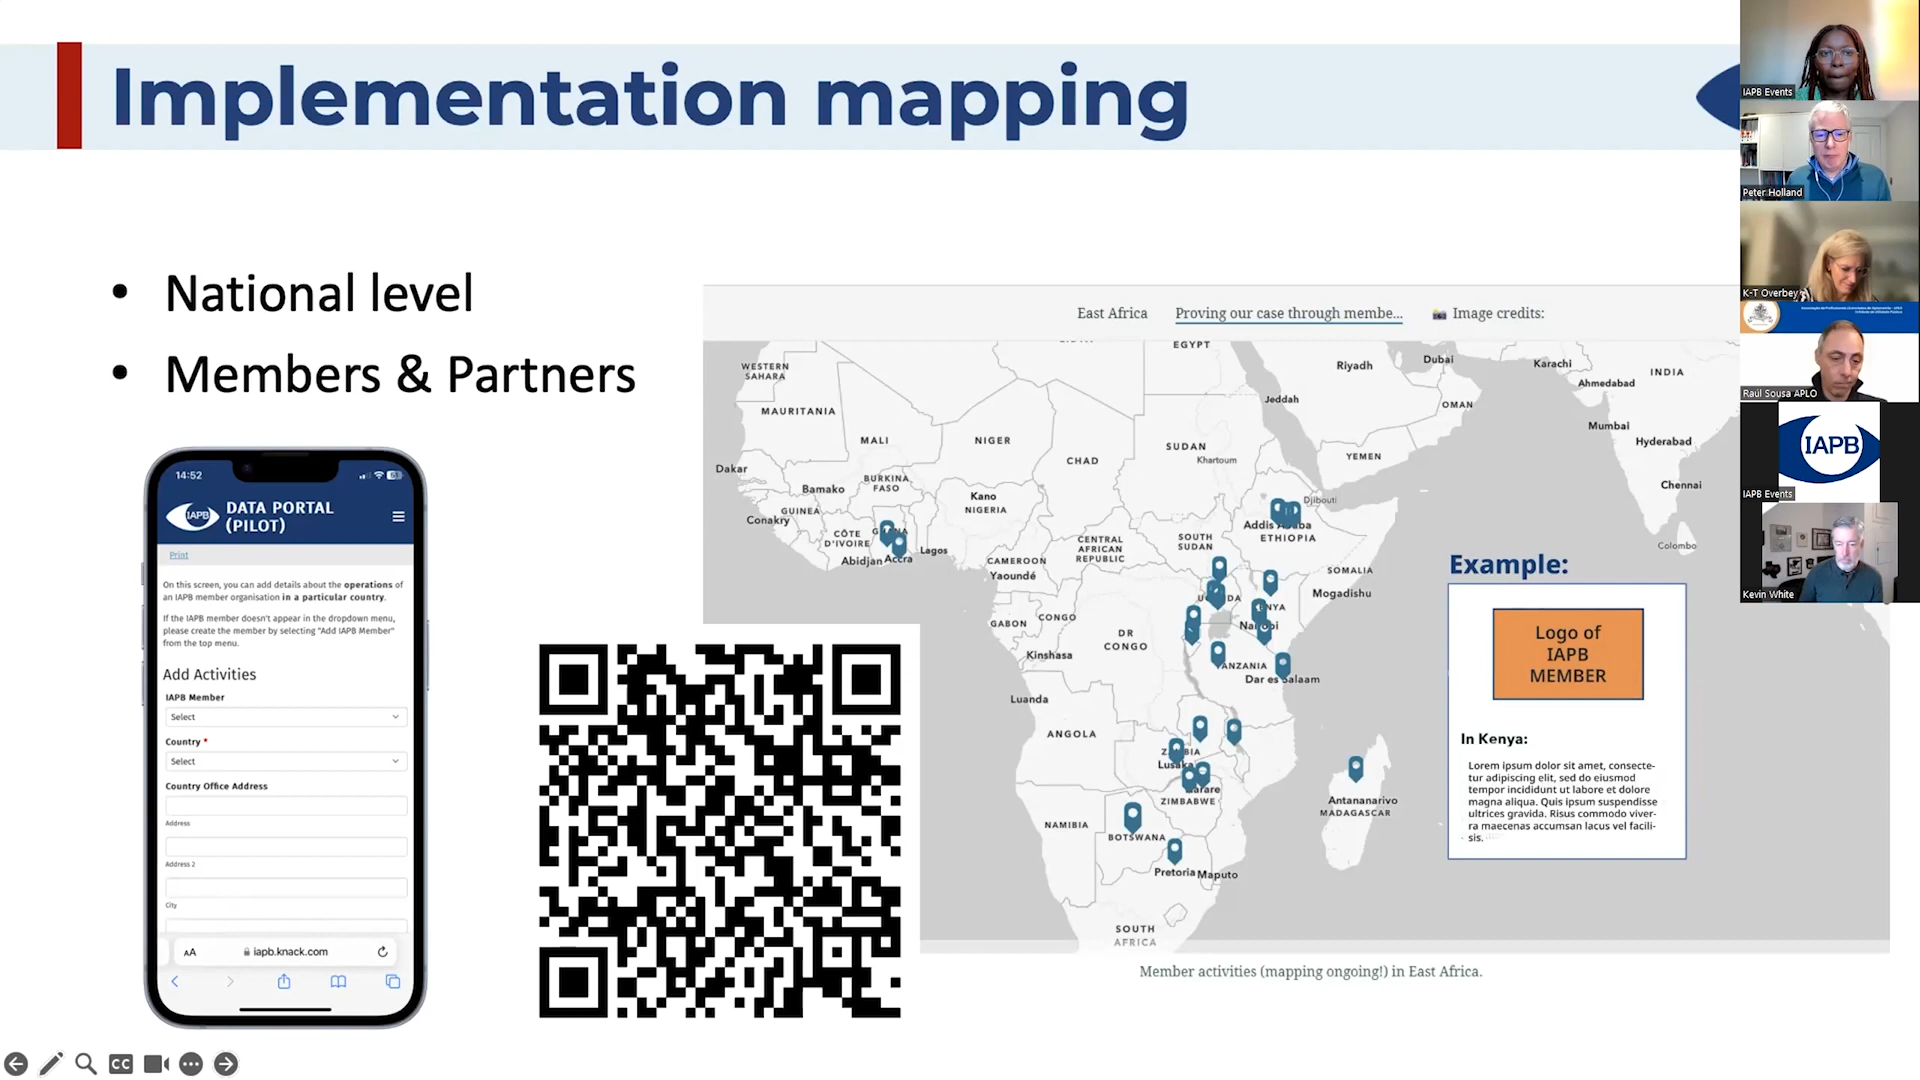 Implementation mapping
• National level
• Members & Partners
14:52
IAPB
DATA PORTAL
(PILOT)
Print
On this screen, you can add details about the operations of
an IAPB member organisation in a particular country.
If the IAPB member doesn't appear in the dropdown menu,
please create the member by selecting "Add IAPB Member"
from the top menu.
Add Activities
IAPB Member
Select
Country *
Select
Country Office Address
Address
Address 2
City
AA
iapb.knack.com
East Africa
Proving our case through membe...
Image credits:
EGYPT
WESTERN
SAHARA
Riyadh
Dubai
Karachi
Ahmedabad
INDIA
Jeddah
OMAN
MAURITANIA
Mumbai
Hyderabad
MALI
NIGER
SUDAN
CHAD
Khartoum
YEMEN
Dakar
Bamako
BURKINA
FASO
Kano
NIGERIA
Chennai
Djibouti
GUINEA
Conakry
CÔTE
D'IVOIRE
Abidjan
Accra
Lagos
Addis Ababa
ETHIOPIA
CENTRAL
AFRICAN
REPUBLIC
SOUTH
SUDAN
CAMEROON
Yaoundé
SOMALIA
Mogadishu
Colombo
GABON
CONGO
DR
CONGO
Kinshasa
TANZANIA
Dar es Salaam
Luanda
ANGOLA
Lusaka
ZIMBABWE
Antananarivo
MADAGASCAR
NAMIBIA
BOTSWANA
Pretoria
Maputo
SOUTH
AFRICA
Example:
Logo of
IAPB
MEMBER
In Kenya:
Lorem ipsum dolor sit amet, consecte-
tur adipiscing elit, sed do eiusmod
tempor incididunt ut labore et dolore
magna aliqua. Quis ipsum suspendisse
ultrices gravida. Risus commodo viver-
ra maecenas accumsan lacus vel facili-
sis.
Member activities (mapping ongoing!) in East Africa.
IAPB Events
Peter Holland
K-T Overbey
Raúl Sousa APLO
IAPB
IAPB Events
Kevin White
CC